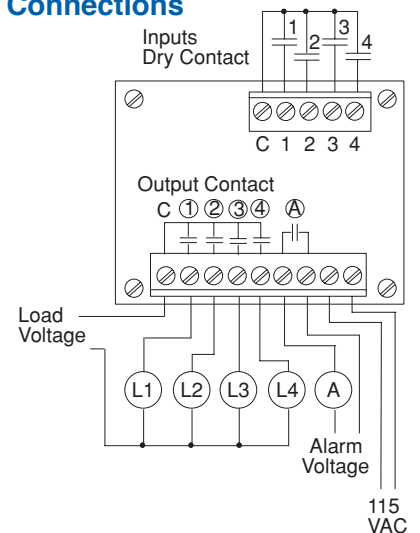 Connections
Inputs
Dry Contact
1 2 3 4
C 1 2 3 4
Output Contact
C 1 2 3 4 A
Load
Voltage
L1 L2 L3 L4 A
Alarm
Voltage
115
VAC